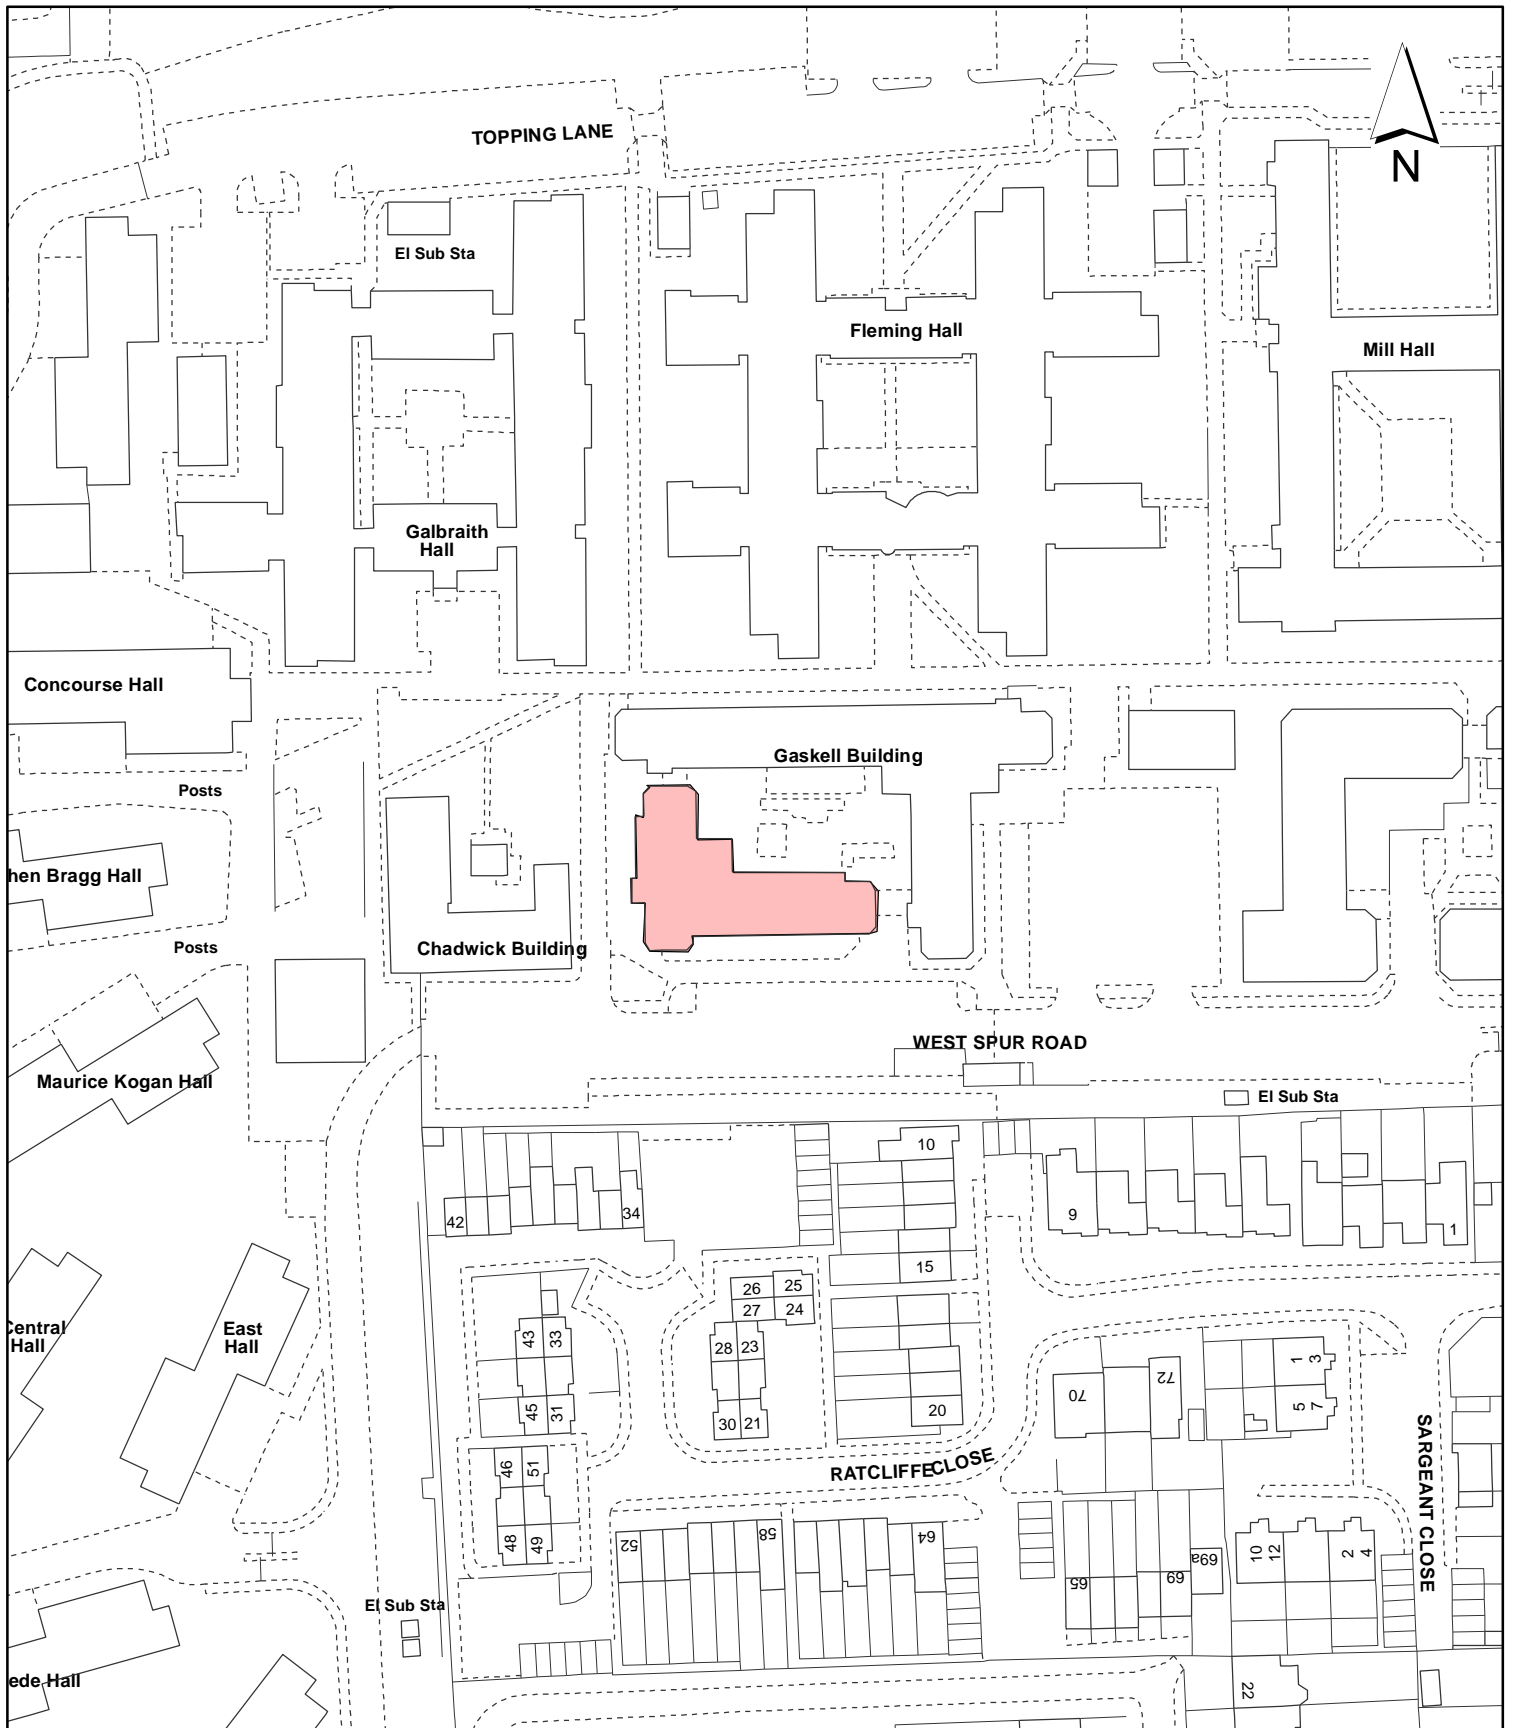 TOPPING LANE
N
El Sub Sta
Fleming Hall
Mill Hall
Galbraith
Hall
Concourse Hall
Gaskell Building
Posts
hen Bragg Hall
Posts
Chadwick Building
WEST SPUR ROAD
Maurice Kogan Hall
El Sub Sta
10
42
34
9
1
15
26
25
27
24
Central
Hall
East
Hall
43
33
28
23
1
3
72
70
45
31
30
21
20
5
7
RATCLIFFE CLOSE
SARGEANT CLOSE
46
51
48
49
52
58
64
10
12
2
4
69a
65
69
El Sub Sta
ede Hall
22